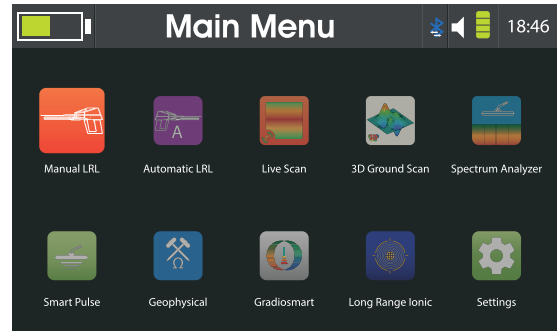 Main Menu
18:46
A
Manual LRL
Automatic LRL
Live Scan
3D Ground Scan
Spectrum Analyzer
Ω
Smart Pulse
Geophysical
Gradiosmart
Long Range Ionic
Settings